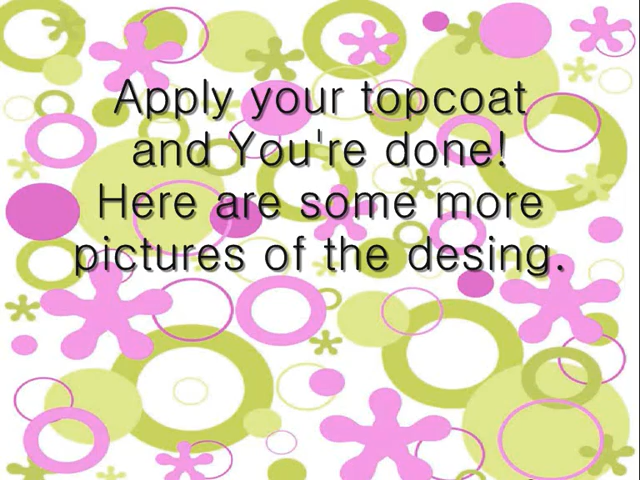 Apply your topcoat
and You're done!
Here are some more
pictures of the desing.